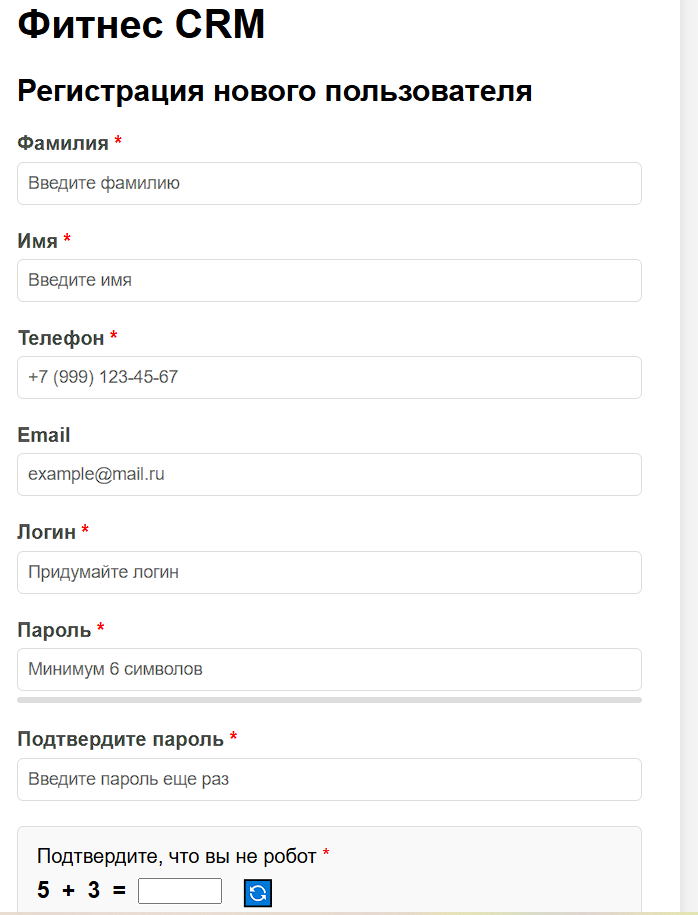 Фитнес CRM
Регистрация нового пользователя
Фамилия *
Введите фамилию
Имя *
Введите имя
Телефон *
+7 (999) 123-45-67
Email
example@mail.ru
Логин *
Придумайте логин
Пароль *
Минимум 6 символов
Подтвердите пароль *
Введите пароль еще раз
Подтвердите, что вы не робот *
5 + 3 =